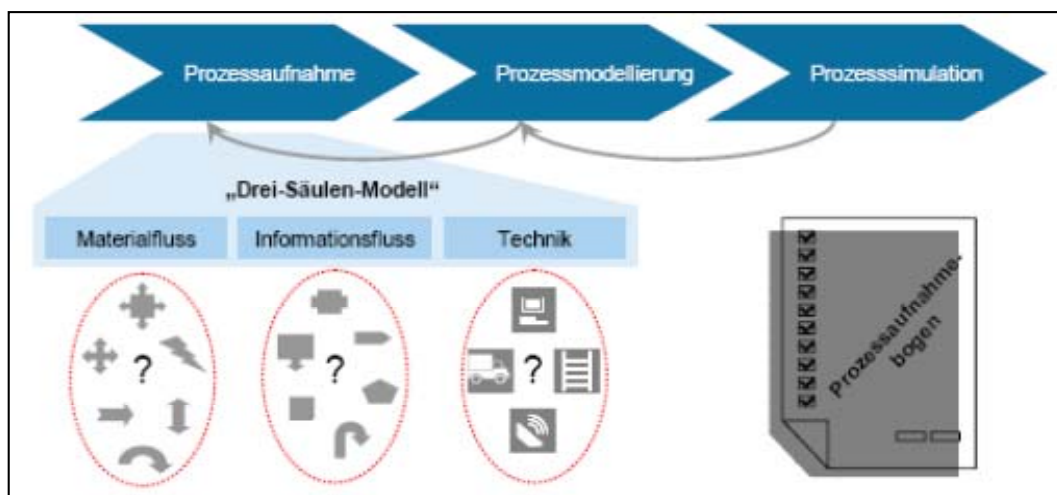 Prozessaufnahme
Prozessmodellierung
Prozesssimulation
„Drei-Säulen-Modell“
Materialfluss
Informationsfluss
Technik
?
?
?
Prozessaufnahme-
bogen